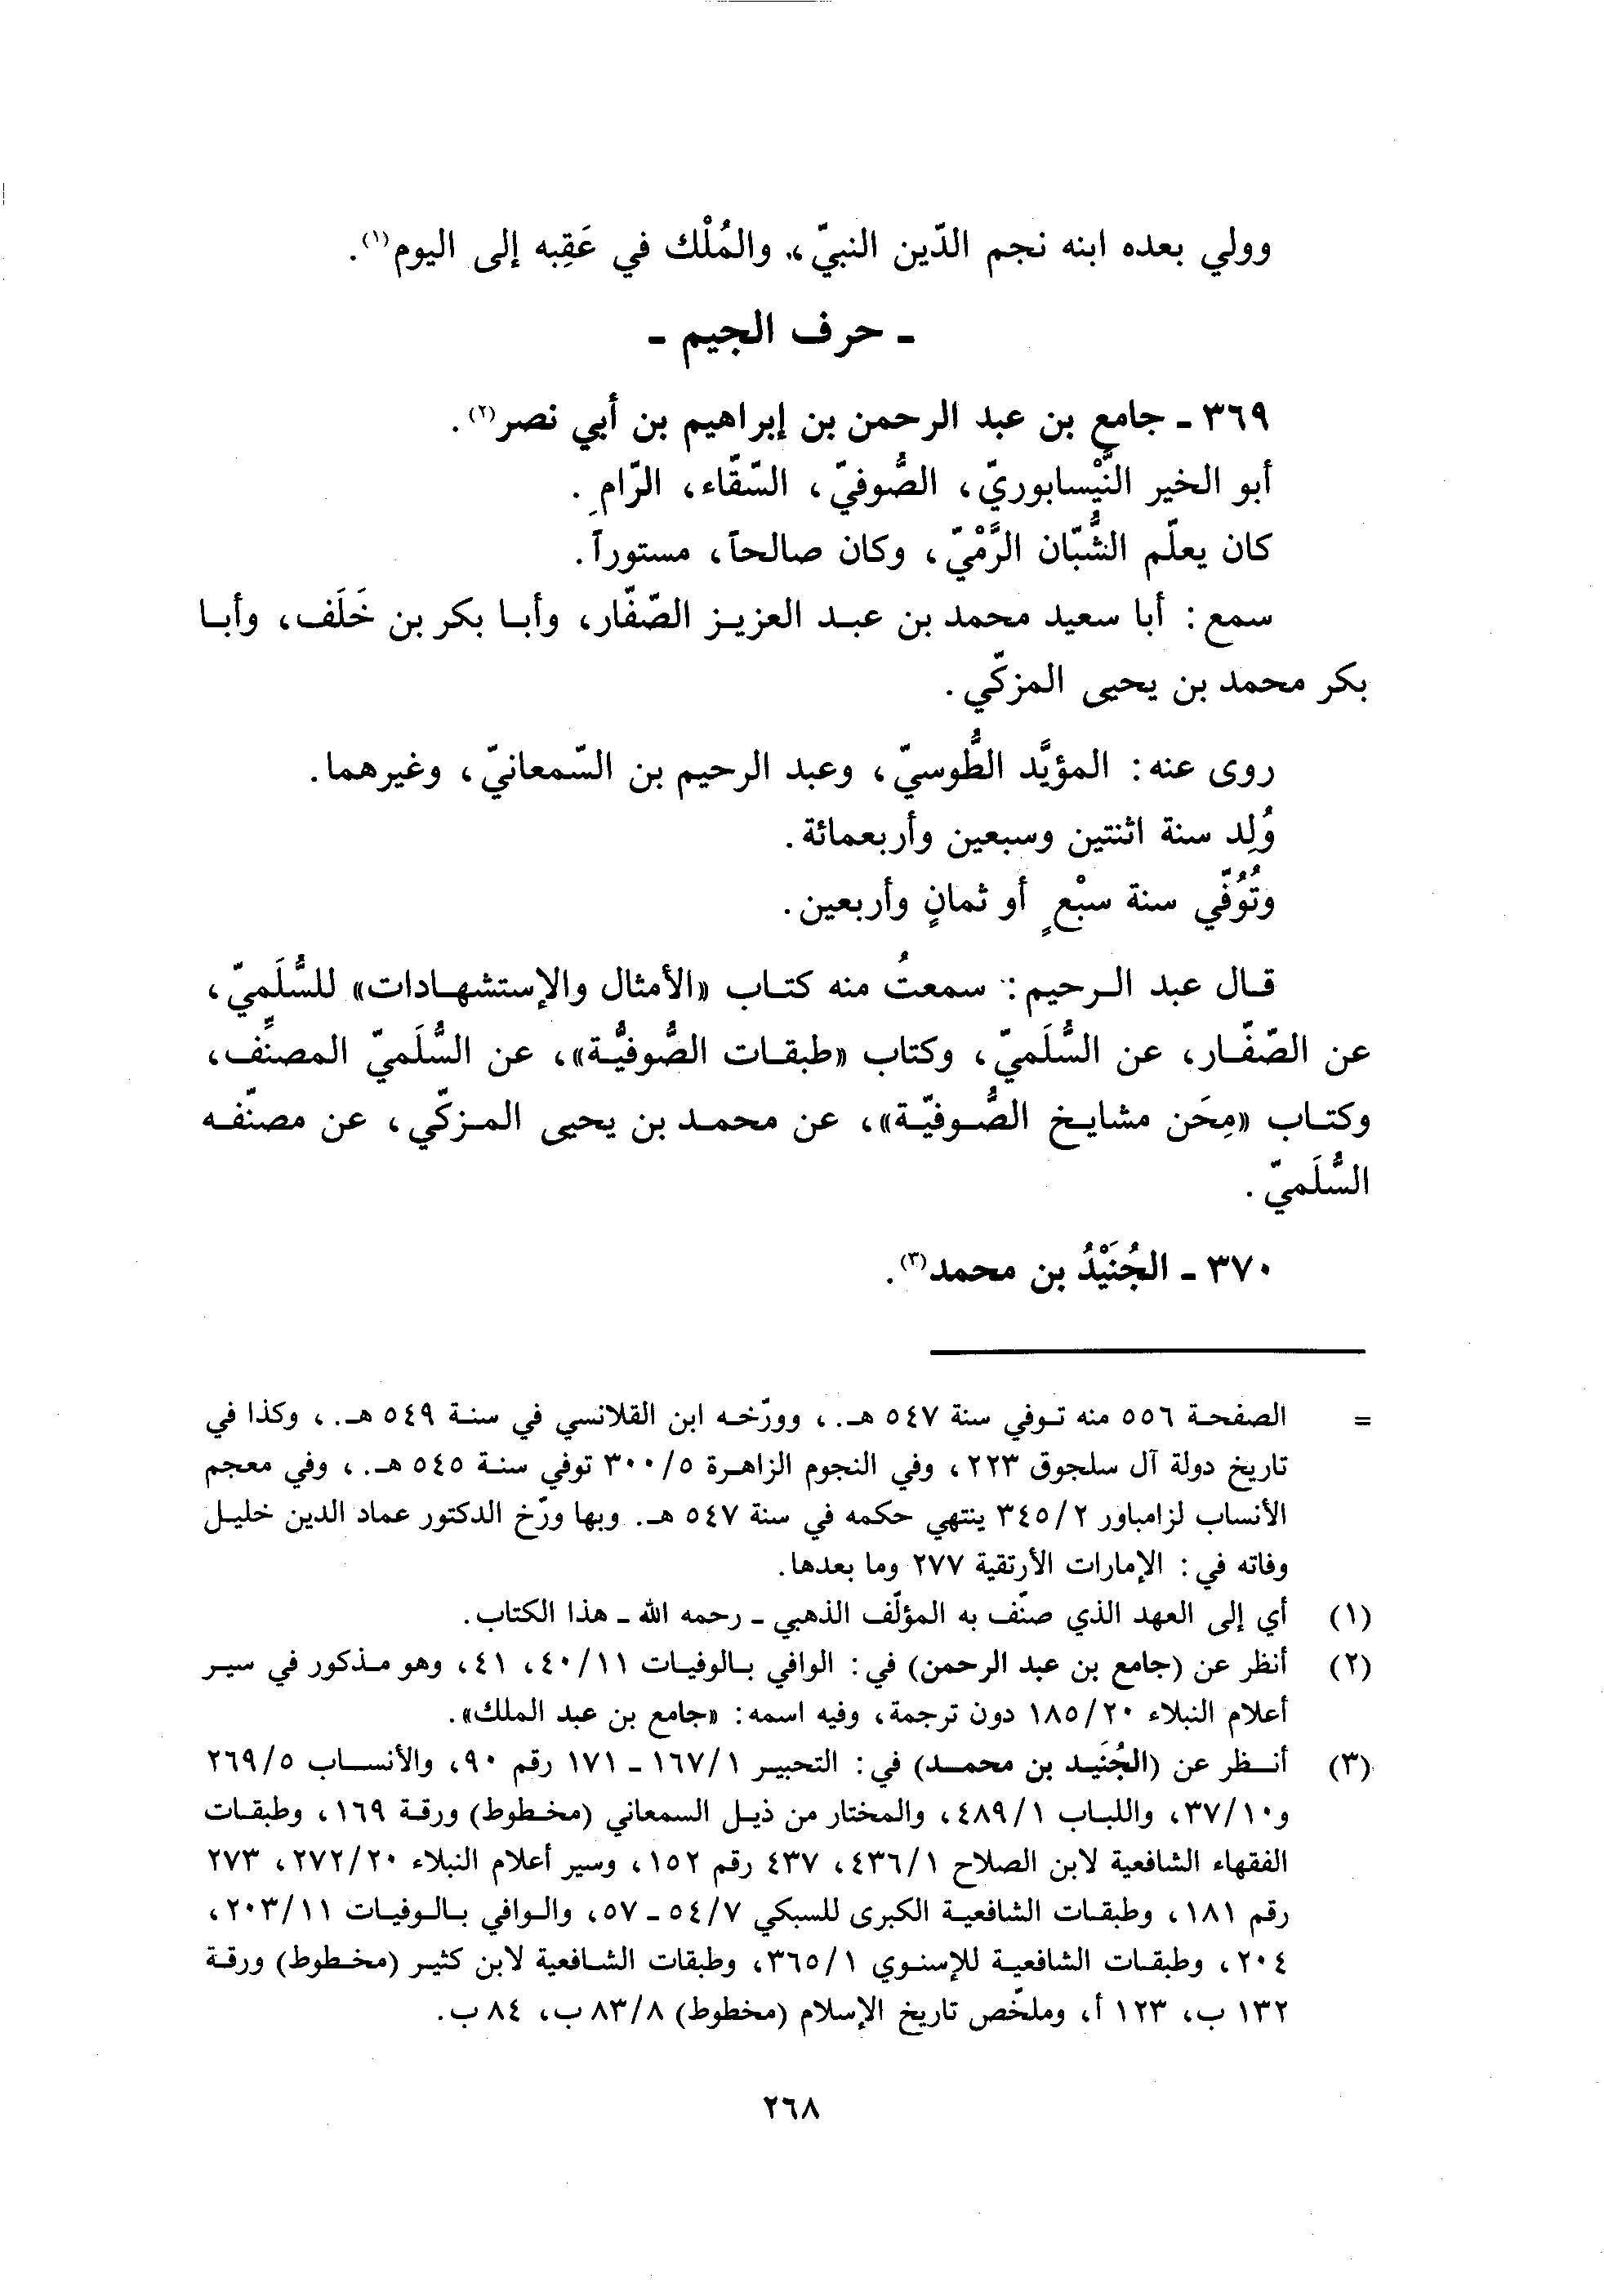 وولي بعده ابنه نجم الدّين النبيّ،. والمُلْك في عَقِبه إلى اليوم(١).
ـ حرف الجيم ـ
٣٦٩ ـ جامع بن عبد الرحمن بن إبراهيم بن أبي نصر(٢).
أبو الخير النَّيْسابوريّ، الصُّوفيّ، السّقّاء، الرّامِ.
كان يعلّم الشُّبّان الرَّمْيّ، وكان صالحاً، مستوراً.
سمع: أبا سعيد محمد بن عبد العزيز الصّفّار، وأبا بكر بن خَلَف، وأبا
بكر محمد بن يحيى المزكّي.
روى عنه: المؤيَّد الطُّوسيّ، وعبد الرحيم بن السّمعانيّ، وغيرهما.
وُلِد سنة اثنتين وسبعين وأربعمائة.
وتُوُفّي سنة سبْعٍ أو ثمانٍ وأربعين.
قال عبد الرحيم: سمعتُ منه كتاب «الأمثال والإستشهادات» للسُّلَميّ،
عن الصّفّار، عن السُّلَميّ، وكتاب «طبقات الصُّوفيُّة»، عن السُّلَميّ المصنِّف،
وكتاب «مِحَن مشايخ الصُّوفيّة»، عن محمد بن يحيى المزكّي، عن مصنّفه
السُّلَميّ.
٣٧٠ ـ الجُنَيْدُ بن محمد(٣).
= الصفحة ٥٥٦ منه توفي سنة ٥٤٧ هـ.، وورّخه ابن القلانسي في سنة ٥٤٩ هـ.، وكذا في
تاريخ دولة آل سلجوق ٢٢٣، وفي النجوم الزاهرة ٣٠٠/٥ توفي سنة ٥٤٥ هـ.، وفي معجم
الأنساب لزامباور ٣٤٥/٢ ينتهي حكمه في سنة ٥٤٧ هـ. وبها ورّخ الدكتور عماد الدين خليل
وفاته في: الإمارات الأرتقية ٢٧٧ وما بعدها.
(١) أي إلى العهد الذي صنّف به المؤلّف الذهبي ـ رحمه الله ـ هذا الكتاب.
(٢) أنظر عن (جامع بن عبد الرحمن) في: الوافي بالوفيات ٤٠/١١، ٤١، وهو مذكور في سير
أعلام النبلاء ١٨٥/٢٠ دون ترجمة، وفيه اسمه: «جامع بن عبد الملك».
(٣) أنظر عن (الجُنَيد بن محمد) في: التحبير ١٦٧/١ ـ ١٧١ رقم ٩٠، والأنساب ٢٦٩/٥
و٣٧/١٠، واللباب ٤٨٩/١، والمختار من ذيل السمعاني (مخطوط) ورقة ١٦٩، وطبقات
الفقهاء الشافعية لابن الصلاح ٤٣٦/١، ٤٣٧ رقم ١٥٢، وسير أعلام النبلاء ٢٧٢/٢٠، ٢٧٣
رقم ١٨١، وطبقات الشافعية الكبرى للسبكي ٥٤/٧ ـ ٥٧، والوافي بالوفيات ٢٠٣/١١،
٢٠٤، وطبقات الشافعية للإسنوي ٣٦٥/١، وطبقات الشافعية لابن كثير (مخطوط) ورقة
١٣٢ ب، ١٢٣ أ، وملخّص تاريخ الإسلام (مخطوط) ٨٣/٨ ب، ٨٤ ب.
٢٦٨